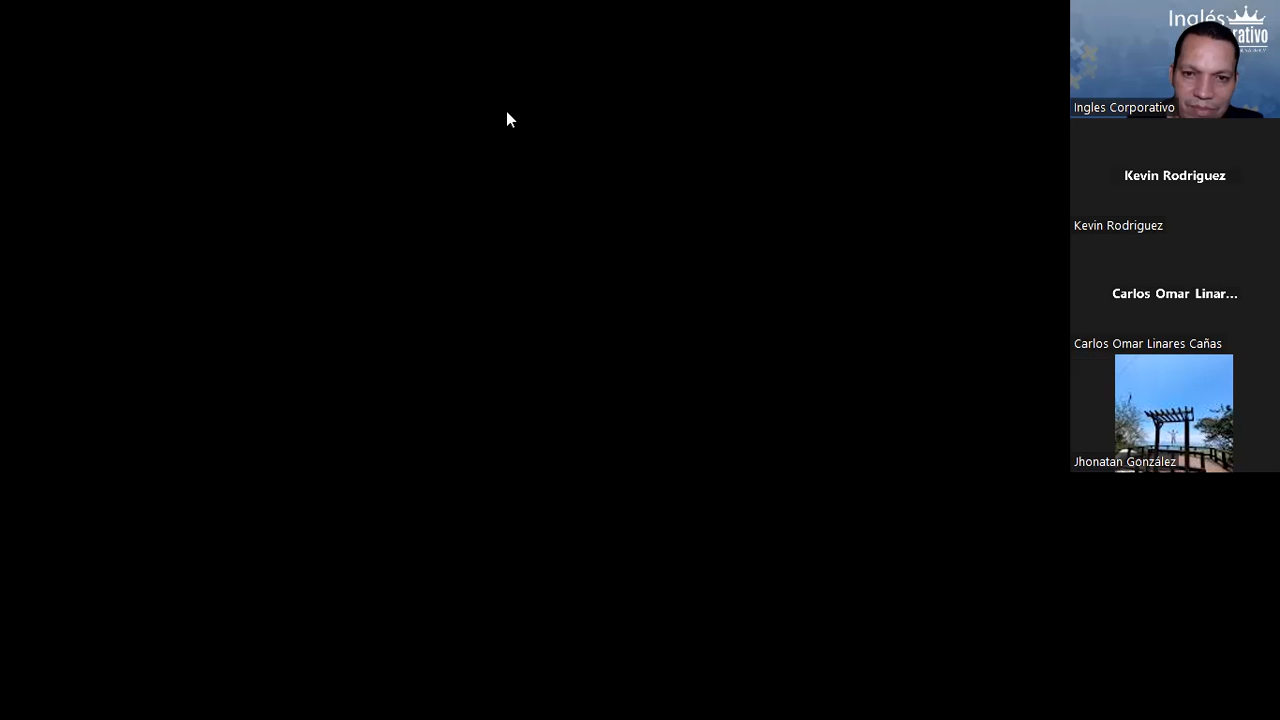 Inglés
rativo
Ingles Corporativo
Kevin Rodriguez
Kevin Rodriguez
Carlos Omar Linar...
Carlos Omar Linares Cañas
Jhonatan González